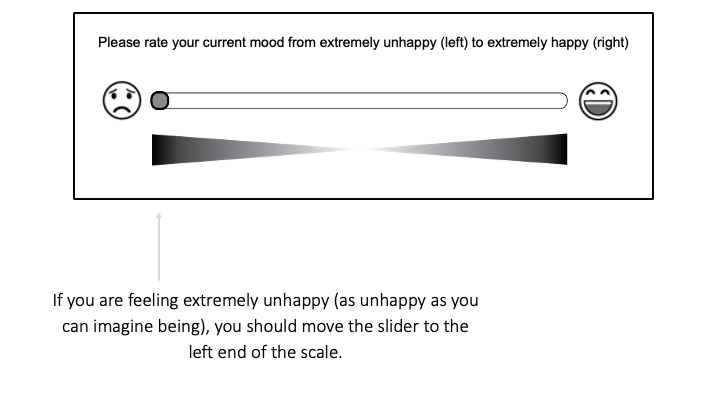 Please rate your current mood from extremely unhappy (left) to extremely happy (right)
If you are feeling extremely unhappy (as unhappy as you
can imagine being), you should move the slider to the
left end of the scale.